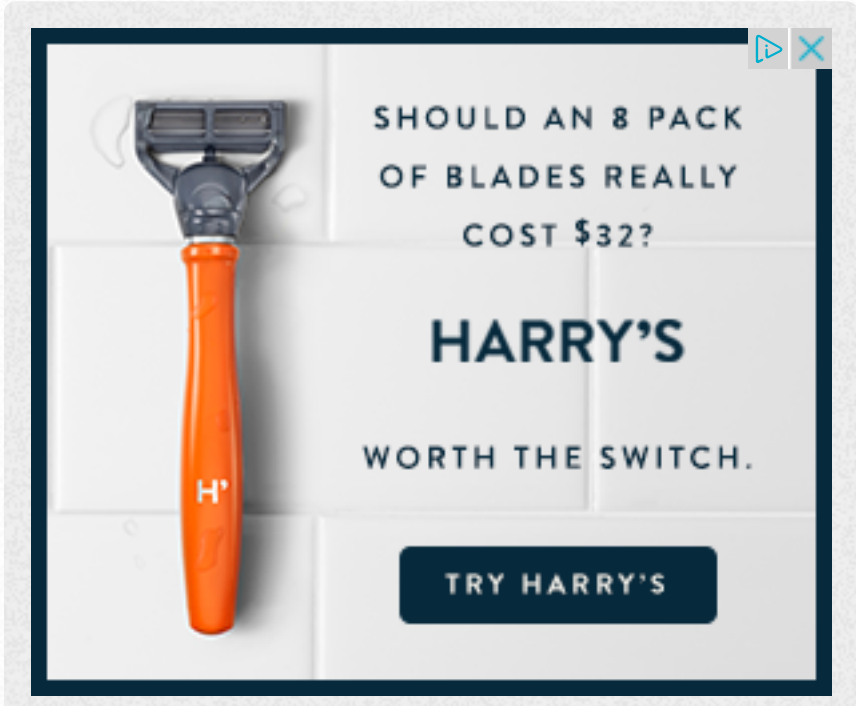 SHOULD AN 8 PACK
OF BLADES REALLY
COST $32?
HARRY'S
WORTH THE SWITCH.
H'
TRY HARRY'S